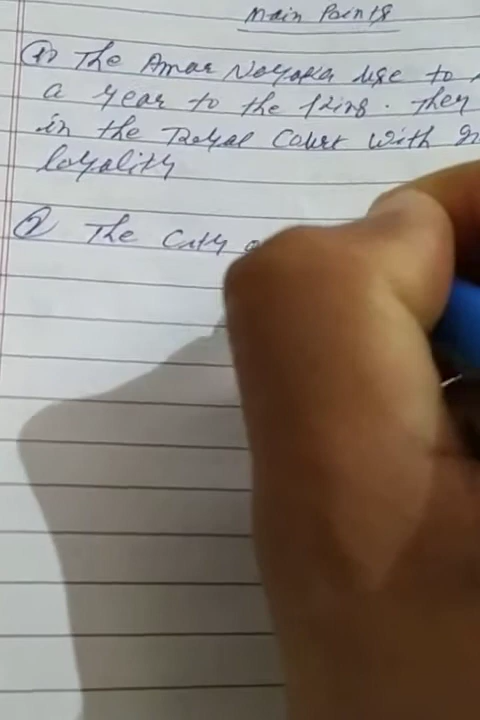 Main Points
① The Amar Nayaka use to
a year to the king. They
in the Royal Court with
loyality
② The City